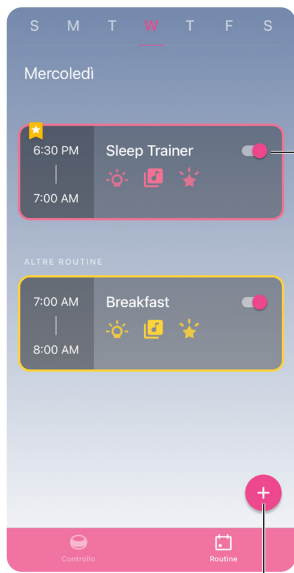 S M T W T F S
Mercoledì
6:30 PM Sleep Trainer
7:00 AM
ALTRE ROUTINE
7:00 AM Breakfast
8:00 AM
+
Controllo Routine